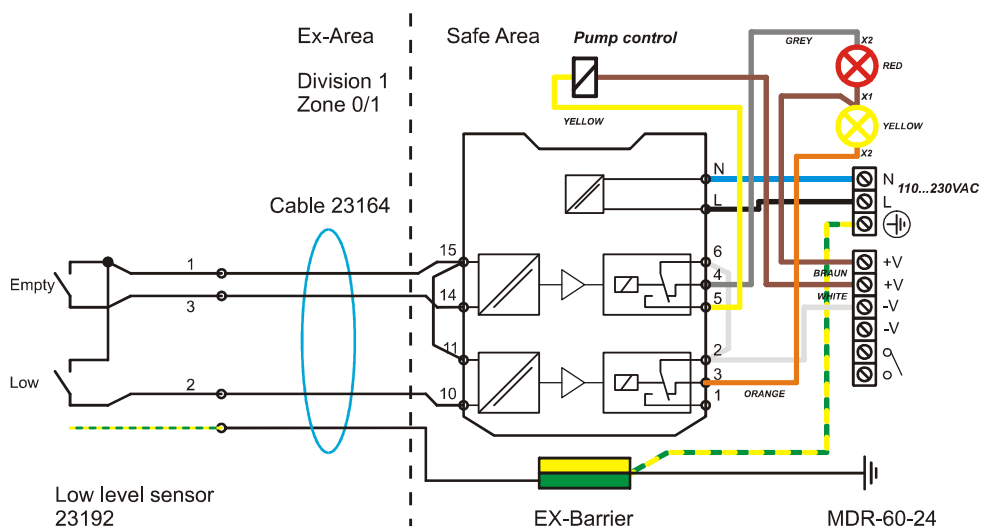 Ex-Area
Safe Area
Pump control
GREY
X2
RED
Division 1
Zone 0/1
X1
YELLOW
YELLOW
X2
N
N
110...230VAC
L
L
Cable 23164
15
6
+V
BRAUN
1
4
+V
Empty
14
WHITE
3
5
-V
-V
11
2
Low
2
3
10
ORANGE
1
Low level sensor
23192
EX-Barrier
MDR-60-24